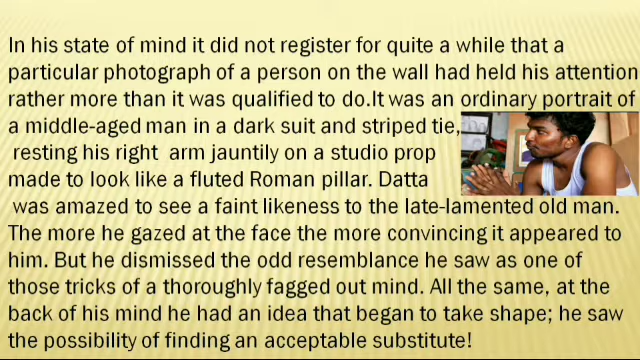 In his state of mind it did not register for quite a while that a
particular photograph of a person on the wall had held his attention
rather more than it was qualified to do.It was an ordinary portrait of
a middle-aged man in a dark suit and striped tie,
resting his right arm jauntily on a studio prop
made to look like a fluted Roman pillar. Datta
was amazed to see a faint likeness to the late-lamented old man.
The more he gazed at the face the more convincing it appeared to
him. But he dismissed the odd resemblance he saw as one of
those tricks of a thoroughly fagged out mind. All the same, at the
back of his mind he had an idea that began to take shape; he saw
the possibility of finding an acceptable substitute!